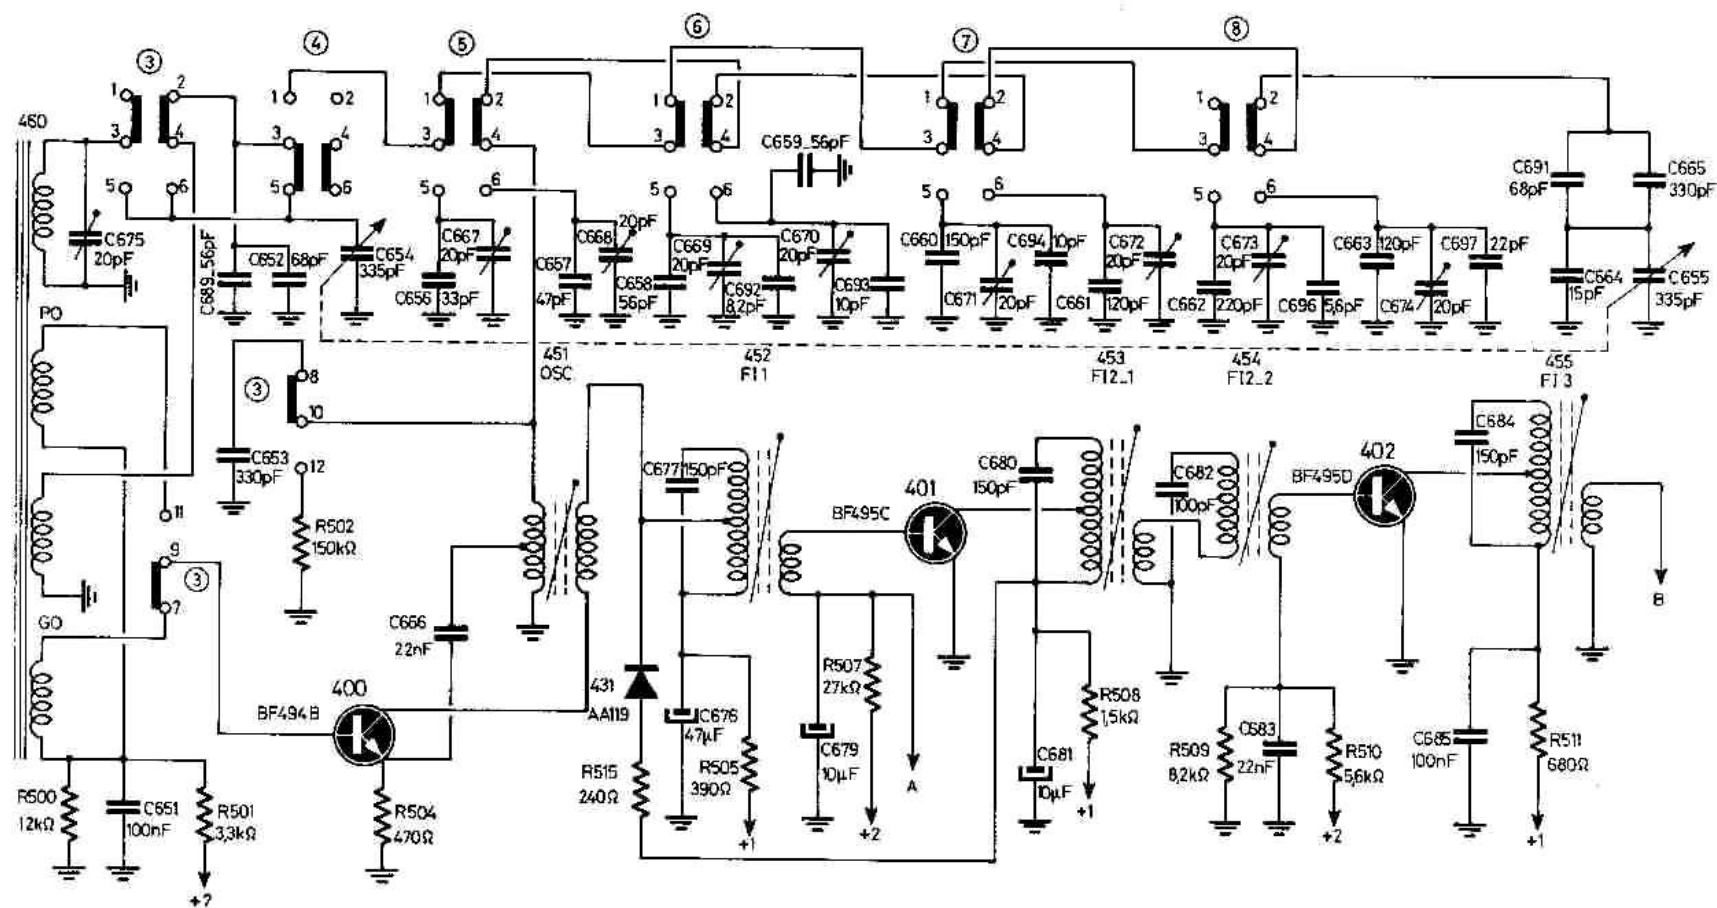 3 4 5 6 7 8
460
1 2 3 4 5 6
1 2 3 4 5 6
1 2 3 4 5 6
1 2 3 4 5 6
1 2 3 4 5 6
1 2 3 4 5 6
C675
20pF
C689_56pF
C652 68pF
C654
335pF
C667
20pF
C656 33pF
C668
20pF
C657
47pF
C658
56pF
C669
20pF
C692
8,2pF
C659_56pF
C670
20pF
C693
10pF
C660 150pF
C671 20pF
C694 10pF
C661 120pF
C672
20pF
C662 220pF
C673
20pF
C696 5,6pF
C663 120pF
C674 20pF
C697 22pF
C691
68pF
C665
330pF
C664
15pF
C655
335pF
PO
3
8
10
12
C653
330pF
R502
150kΩ
451
OSC
452
FI1
453
FI2_1
454
FI2_2
455
FI3
11
9
3
7
GO
C666
22nF
400
BF494B
R500
12kΩ
C651
100nF
R501
3,3kΩ
+2
R504
470Ω
431
AA119
R515
240Ω
C677 150pF
C676
47µF
R505
390Ω
+1
401
BF495C
R507
27kΩ
C679
10µF
+2
A
C680
150pF
C681
10µF
R508
1,5kΩ
+1
C682
100pF
402
BF495D
R509
8,2kΩ
C683
22nF
R510
5,6kΩ
+2
C684
150pF
C685
100nF
R511
680Ω
+1
B